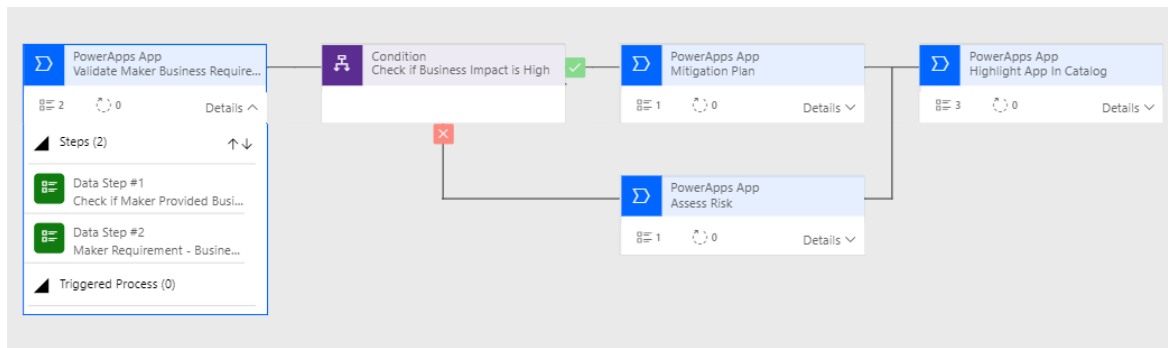 PowerApps App
Validate Maker Business Require...
2
0
Details
Steps (2)
Data Step #1
Check if Maker Provided Busi...
Data Step #2
Maker Requirement - Busine...
Triggered Process (0)
Condition
Check if Business Impact is High
PowerApps App
Mitigation Plan
1
0
Details
PowerApps App
Assess Risk
1
0
Details
PowerApps App
Highlight App In Catalog
3
0
Details